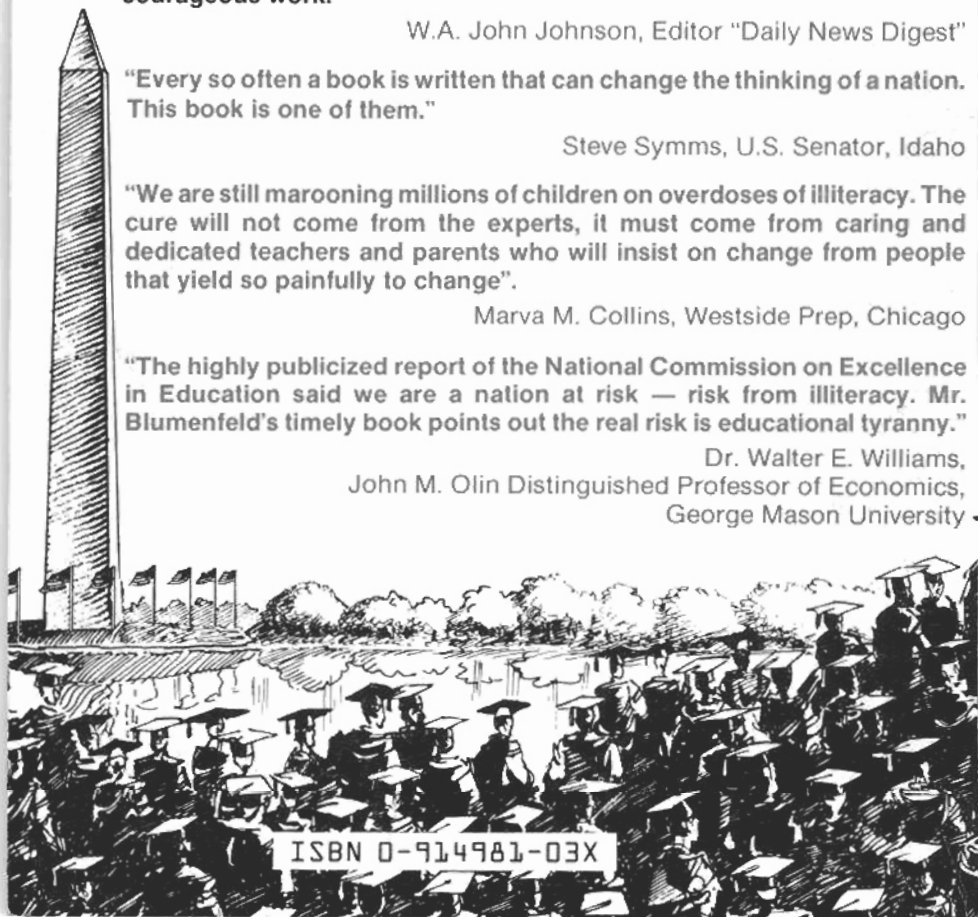 courageous work."
W.A. John Johnson, Editor “Daily News Digest”
“Every so often a book is written that can change the thinking of a nation.
This book is one of them.”
Steve Symms, U.S. Senator, Idaho
“We are still marooning millions of children on overdoses of illiteracy. The
cure will not come from the experts, it must come from caring and
dedicated teachers and parents who will insist on change from people
that yield so painfully to change”.
Marva M. Collins, Westside Prep, Chicago
“The highly publicized report of the National Commission on Excellence
in Education said we are a nation at risk — risk from illiteracy. Mr.
Blumenfeld's timely book points out the real risk is educational tyranny.”
Dr. Walter E. Williams,
John M. Olin Distinguished Professor of Economics,
George Mason University
ISBN 0-914981-03X